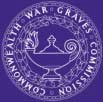 COMMONWEALTH · WAR · GRAVES · COMMISSION